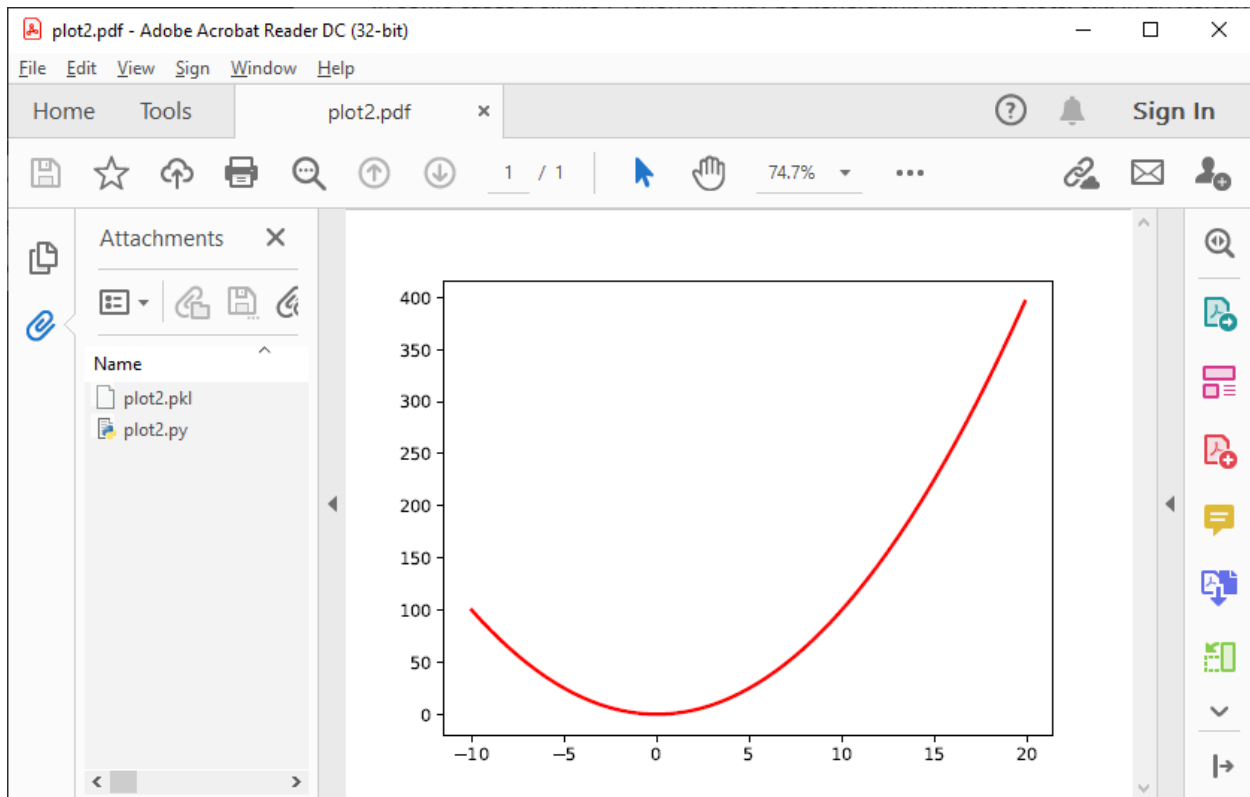 plot2.pdf - Adobe Acrobat Reader DC (32-bit)
File Edit View Sign Window Help
Home Tools plot2.pdf × Sign In
1 / 1 74.7%
Attachments
Name
plot2.pkl
plot2.py
400
350
300
250
200
150
100
50
0
−10 −5 0 5 10 15 20